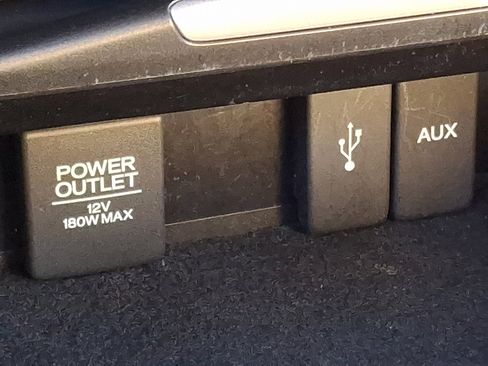 POWER
OUTLET
12V
180W MAX
AUX